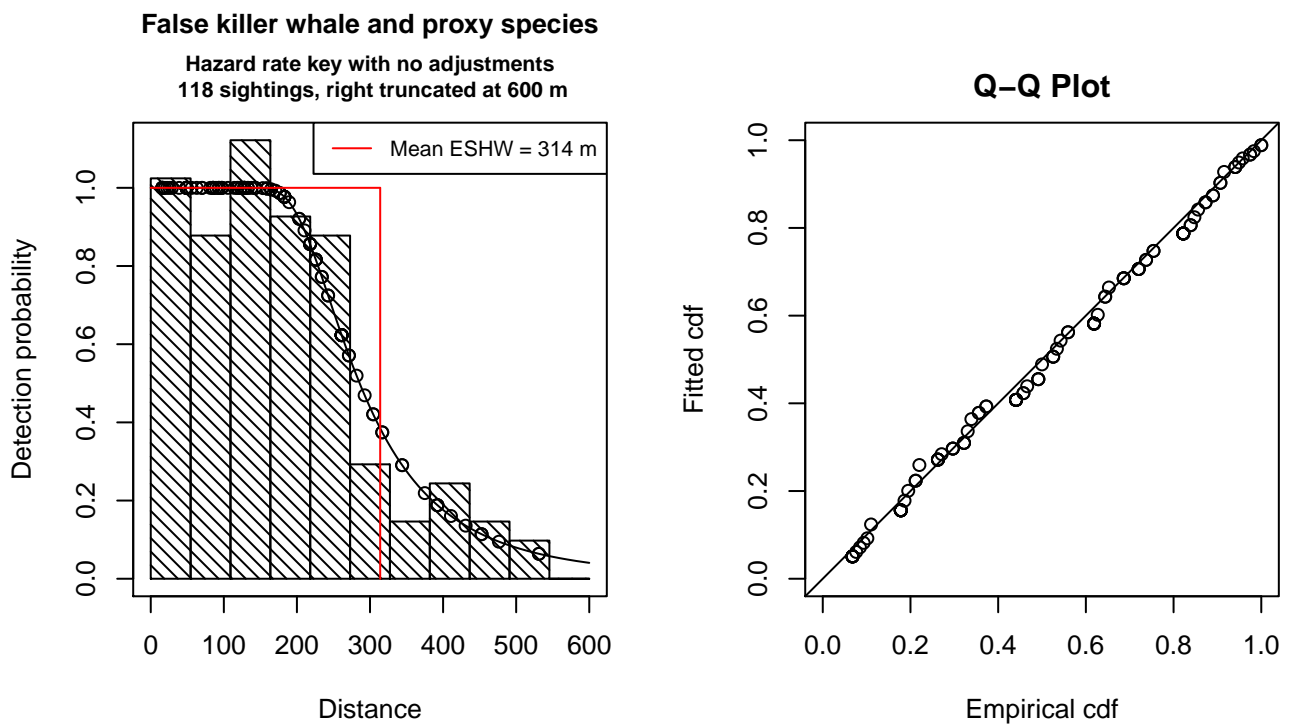 False killer whale and proxy species
Hazard rate key with no adjustments
118 sightings, right truncated at 600 m
Mean ESHW = 314 m
Detection probability
1.0
0.8
0.6
0.4
0.2
0.0
0 100 200 300 400 500 600
Distance
Q−Q Plot
Fitted cdf
1.0
0.8
0.6
0.4
0.2
0.0
0.0 0.2 0.4 0.6 0.8 1.0
Empirical cdf